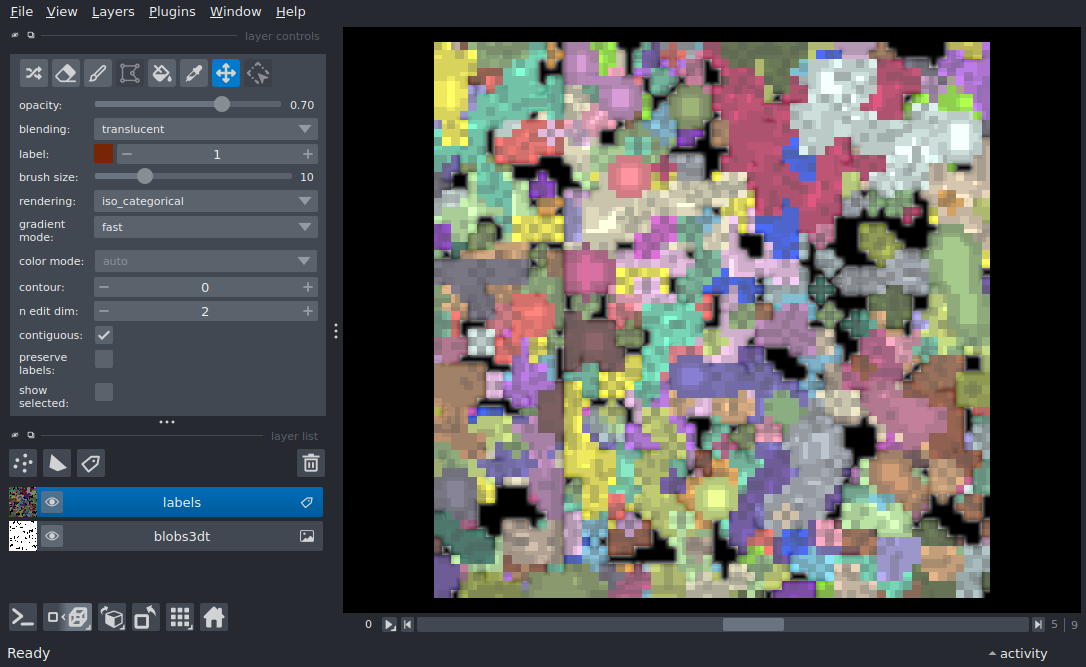 File View Layers Plugins Window Help
layer controls
opacity: 0.70
blending: translucent
label: 1
brush size: 10
rendering: iso_categorical
gradient
mode: fast
color mode: auto
contour: 0
n edit dim: 2
contiguous:
preserve
labels:
show
selected:
layer list
labels
blobs3dt
0 5 9
Ready activity